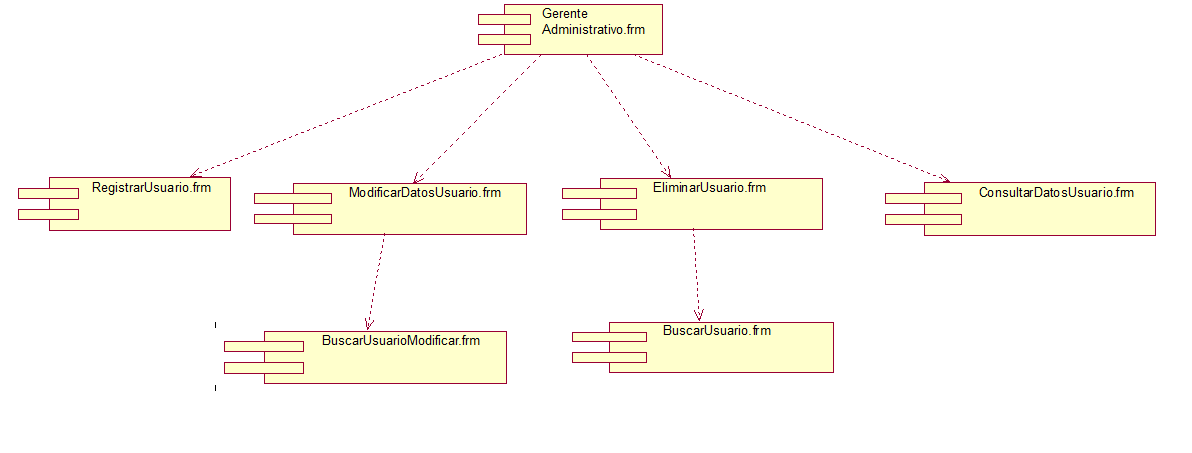 Gerente
Administrativo.frm
RegistrarUsuario.frm
ModificarDatosUsuario.frm
EliminarUsuario.frm
ConsultarDatosUsuario.frm
BuscarUsuarioModificar.frm
BuscarUsuario.frm